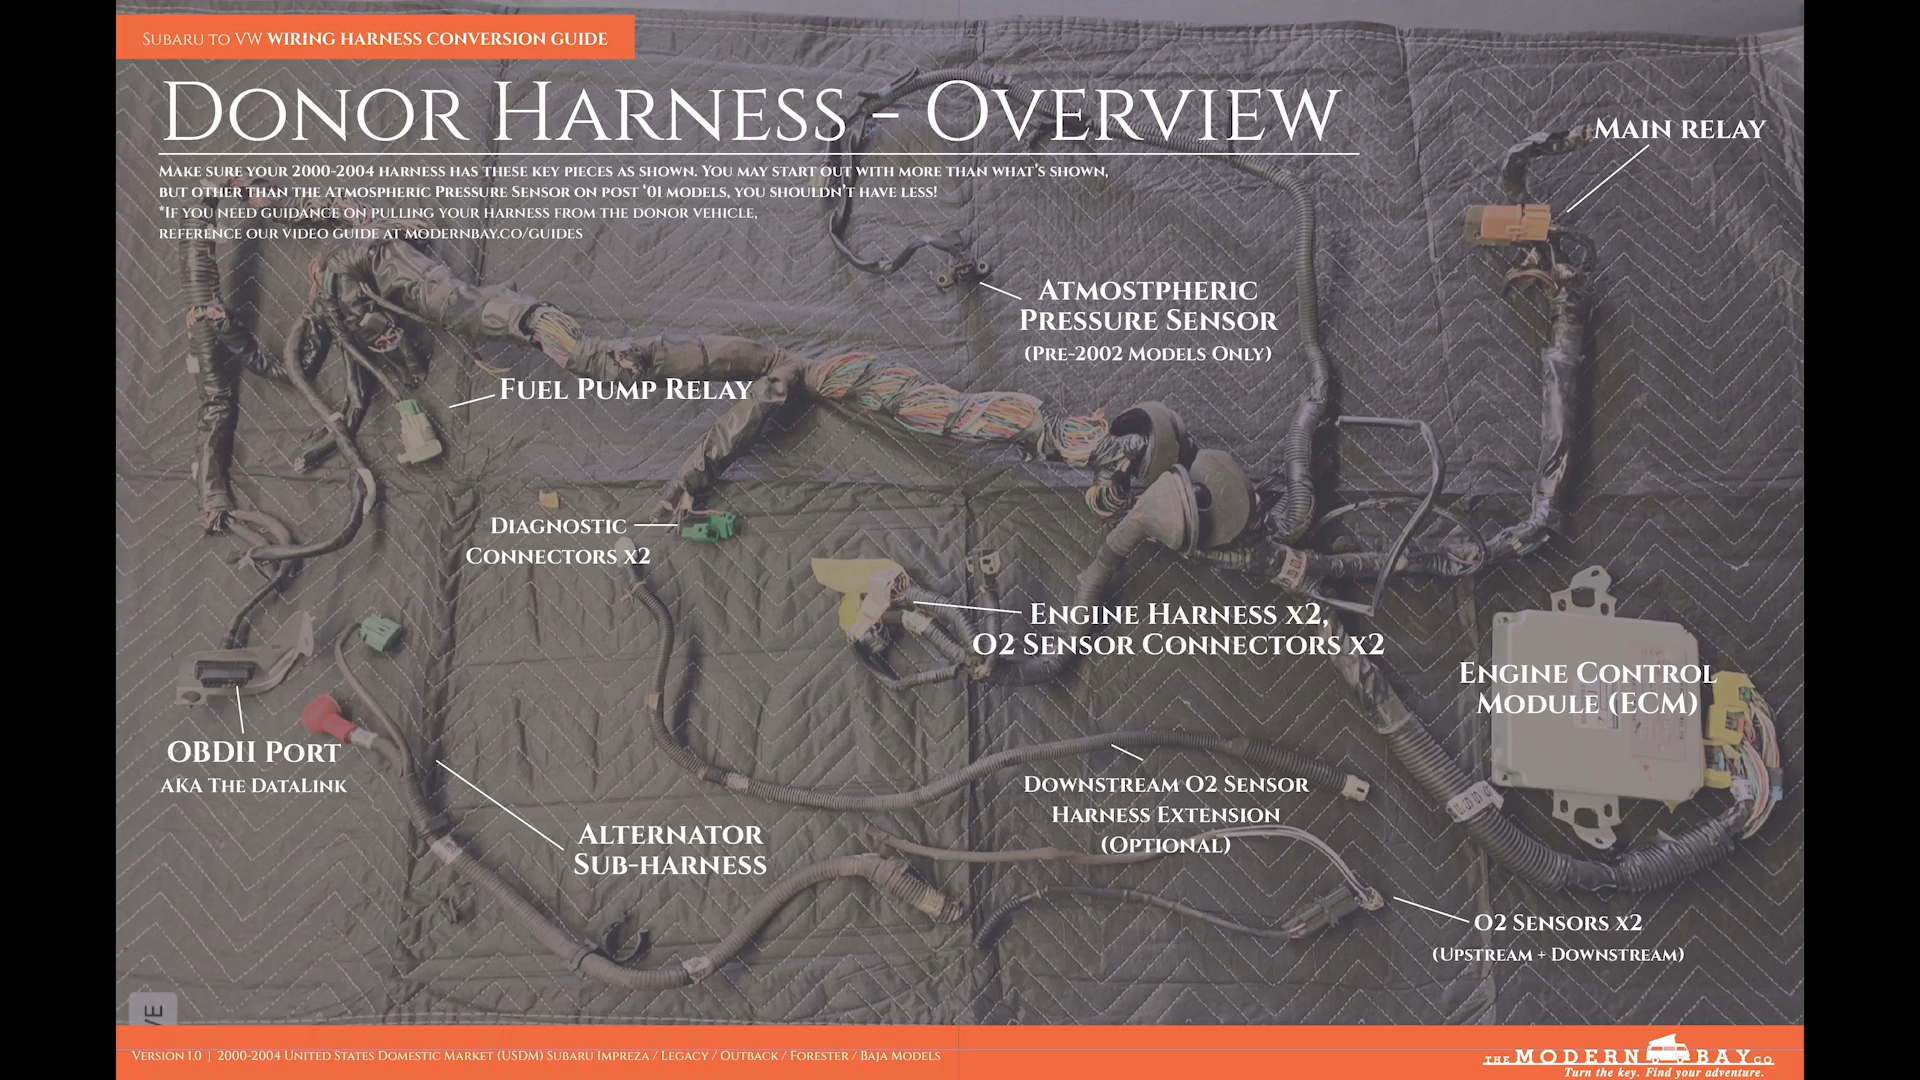 Subaru to VW WIRING HARNESS CONVERSION GUIDE
DONOR HARNESS - OVERVIEW
MAKE SURE YOUR 2000-2004 HARNESS HAS THESE KEY PIECES AS SHOWN. YOU MAY START OUT WITH MORE THAN WHAT'S SHOWN,
BUT OTHER THAN THE ATMOSPHERIC PRESSURE SENSOR ON POST '01 MODELS, YOU SHOULDN'T HAVE LESS!
*IF YOU NEED GUIDANCE ON PULLING YOUR HARNESS FROM THE DONOR VEHICLE,
REFERENCE OUR VIDEO GUIDE AT MODERNBAY.CO/GUIDES
MAIN RELAY
ATMOSTPHERIC
PRESSURE SENSOR
(PRE-2002 MODELS ONLY)
FUEL PUMP RELAY
DIAGNOSTIC
CONNECTORS X2
ENGINE HARNESS X2,
O2 SENSOR CONNECTORS X2
ENGINE CONTROL
MODULE (ECM)
OBDII PORT
AKA THE DATALINK
DOWNSTREAM O2 SENSOR
HARNESS EXTENSION
(OPTIONAL)
ALTERNATOR
SUB-HARNESS
O2 SENSORS X2
(UPSTREAM + DOWNSTREAM)
VERSION 1.0 | 2000-2004 UNITED STATES DOMESTIC MARKET (USDM) SUBARU IMPREZA / LEGACY / OUTBACK / FORESTER / BAJA MODELS
THE MODERN BAY CO
Turn the key. Find your adventure.